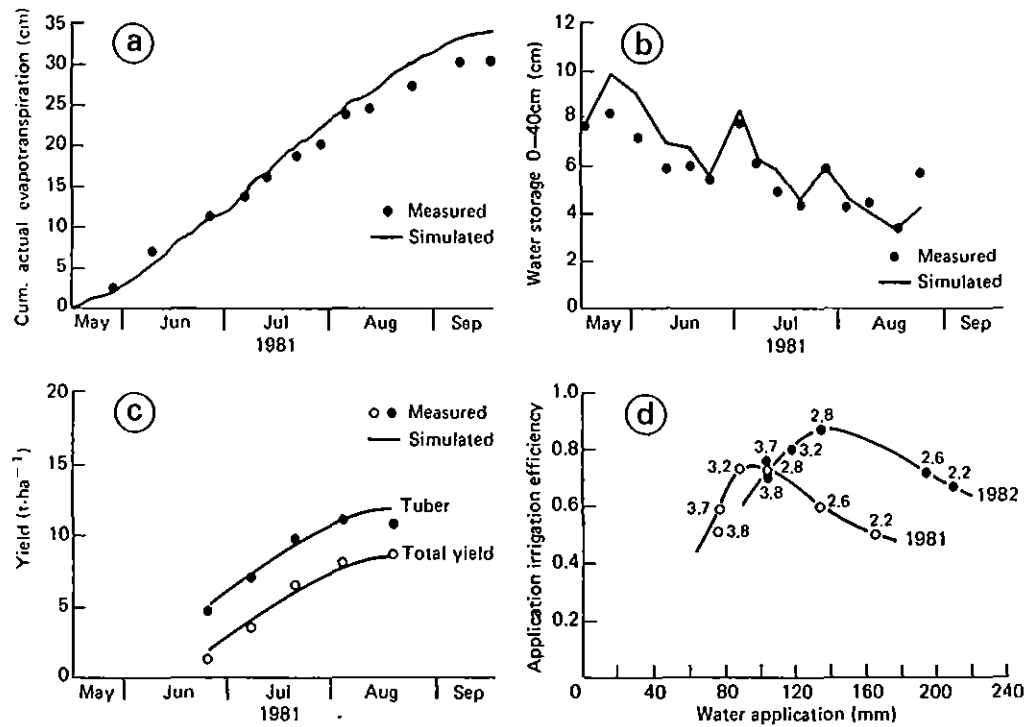 a
Cum. actual evapotranspiration (cm)
35
30
25
20
15
10
5
0
Measured
Simulated
May Jun Jul Aug Sep
1981
b
Water storage 0–40cm (cm)
12
10
8
6
4
2
0
Measured
Simulated
May Jun Jul Aug Sep
1981
c
Yield (t·ha⁻¹)
20
15
10
5
0
Measured
Simulated
Tuber
Total yield
May Jun Jul Aug Sep
1981
d
Application irrigation efficiency
1.0
0.8
0.6
0.4
0.2
2.8
3.7
3.2
3.2
2.8
3.8
2.6
2.2
1982
3.7
3.8
2.6
2.2
1981
0 40 80 120 160 200 240
Water application (mm)